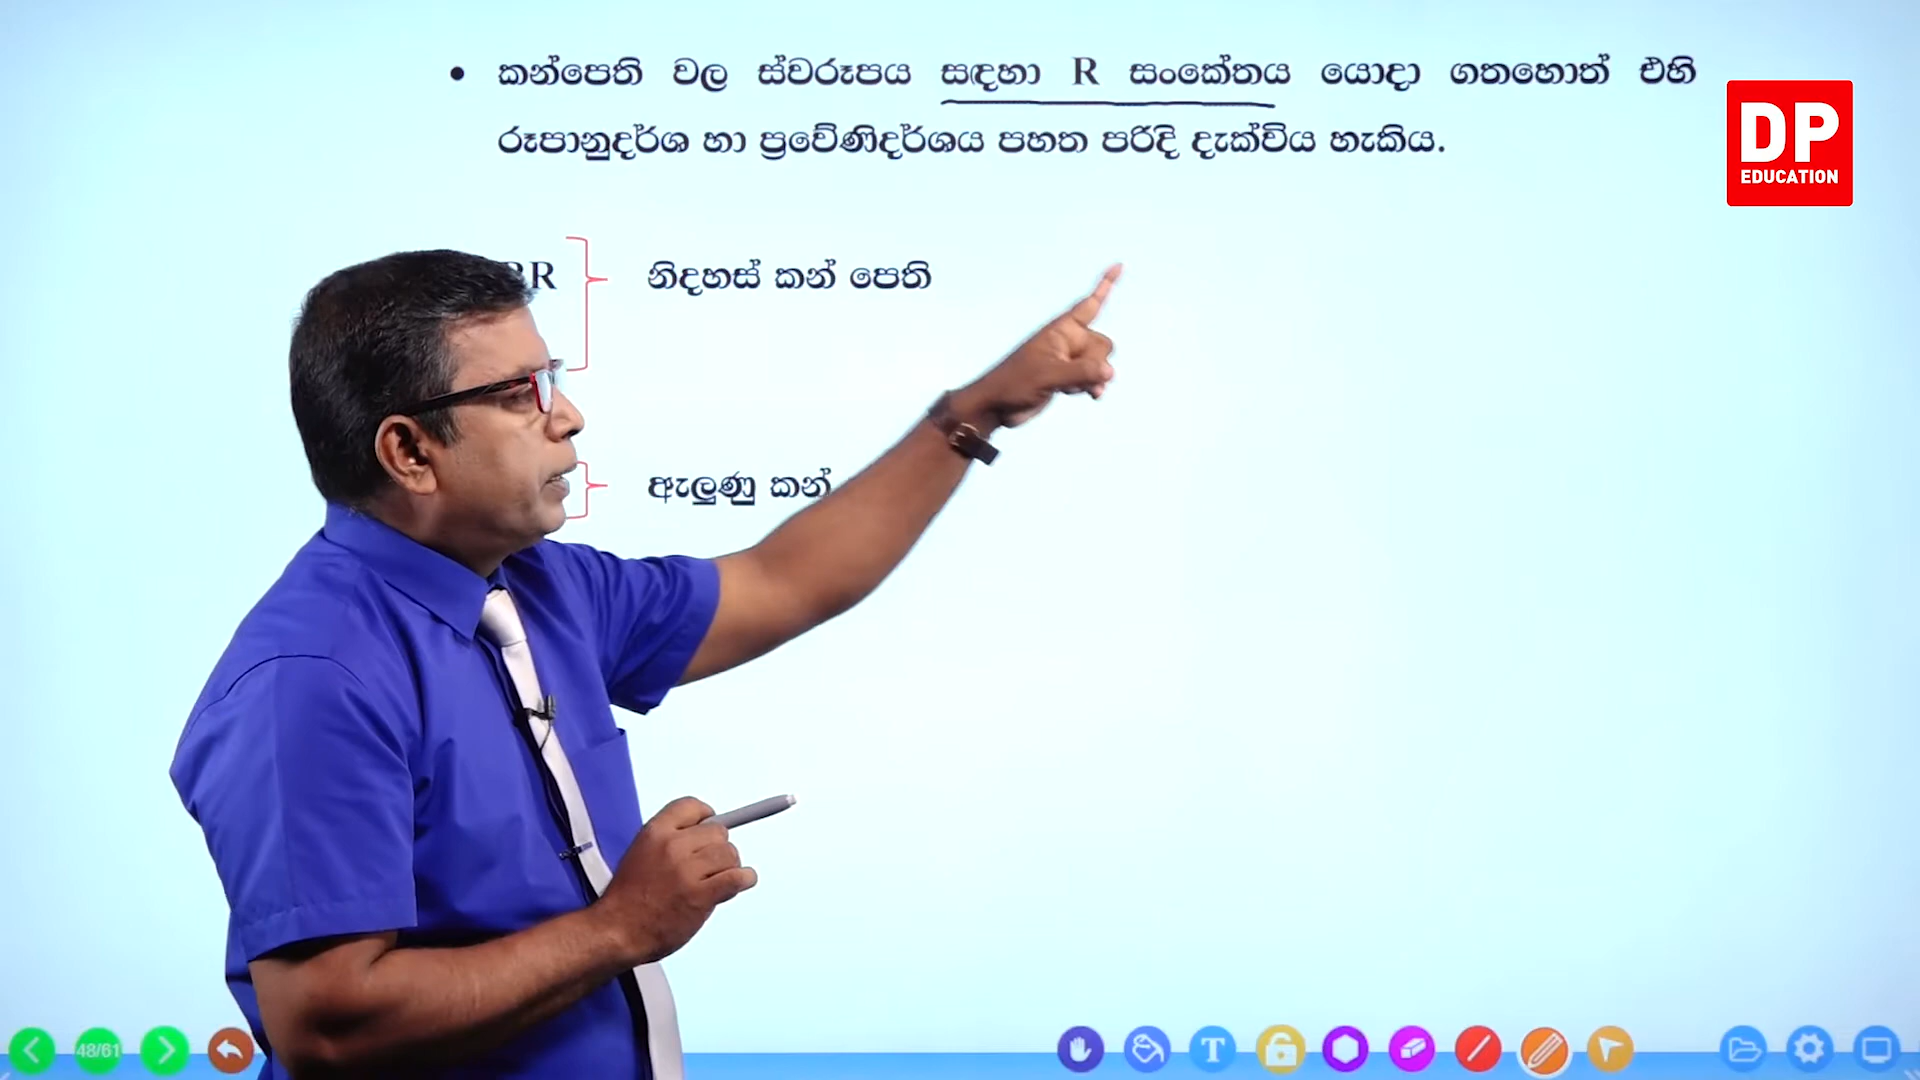 • කන්පෙති වල ස්වරූපය සඳහා R සංකේතය යොදා ගතහොත් එහි
රූපානුදර්ශ හා ප්‍රවේණිදර්ශය පහත පරිදි දැක්විය හැකිය.
DP
EDUCATION
R නිදහස් කන් පෙති
ඇලුණු කන්
48/61
T